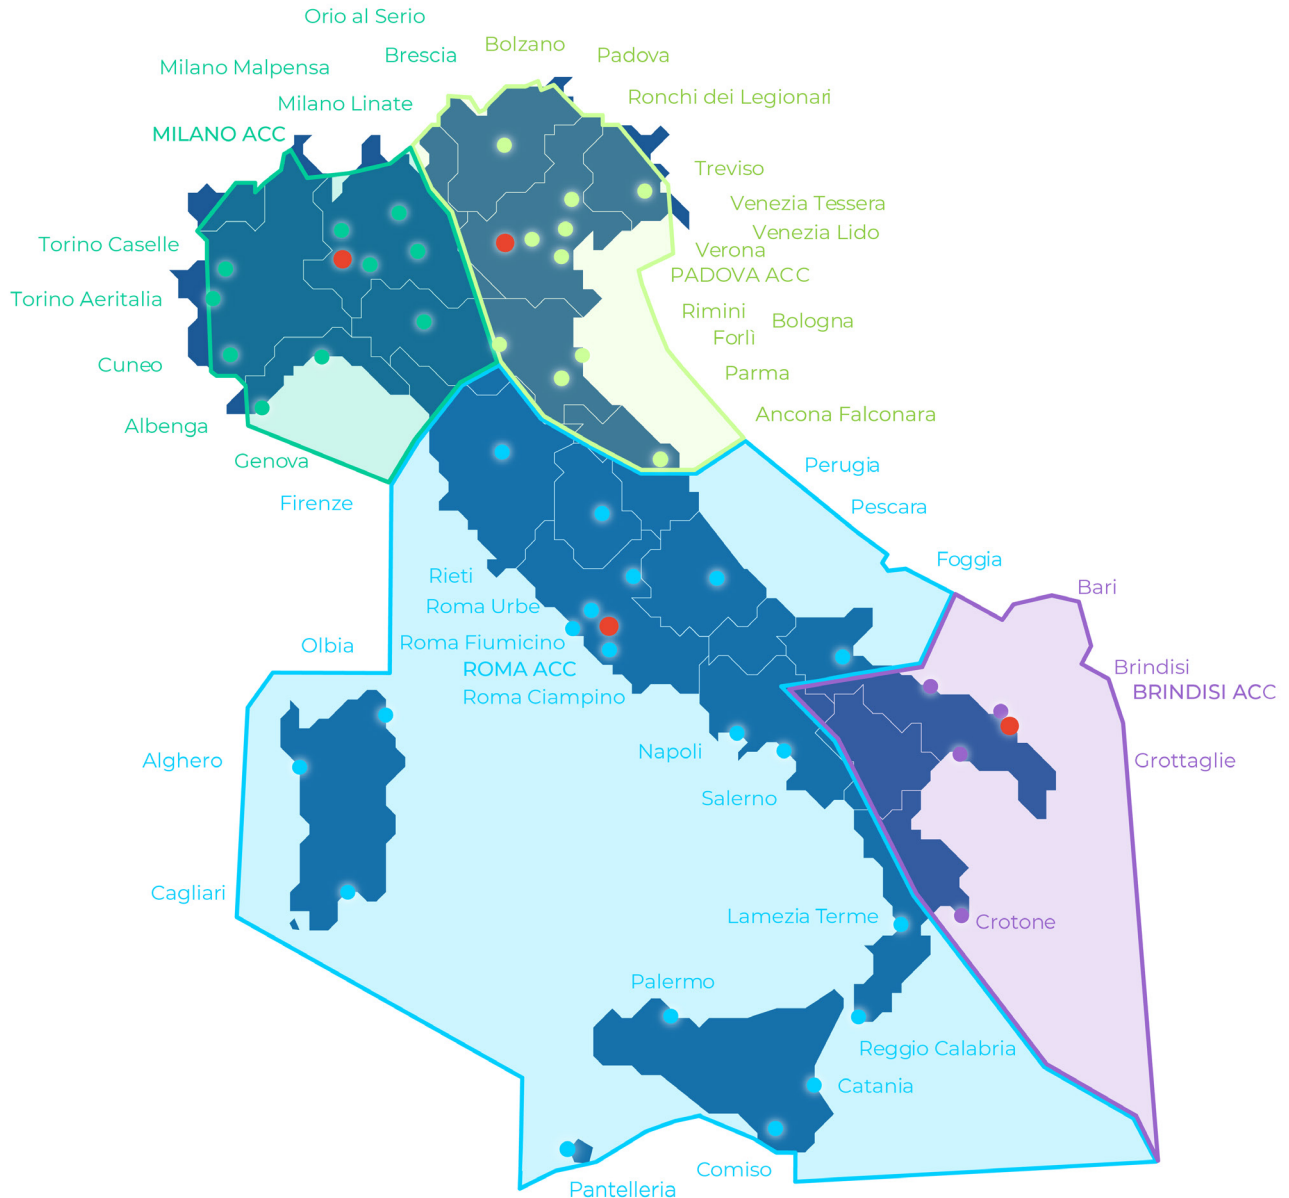 Orio al Serio
Bolzano
Brescia
Padova
Milano Malpensa
Ronchi dei Legionari
Milano Linate
MILANO ACC
Treviso
Venezia Tessera
Venezia Lido
Torino Caselle
Verona
PADOVA ACC
Torino Aeritalia
Rimini
Bologna
Forlì
Cuneo
Parma
Ancona Falconara
Albenga
Genova
Perugia
Firenze
Pescara
Foggia
Rieti
Bari
Roma Urbe
Roma Fiumicino
Olbia
ROMA ACC
Brindisi
BRINDISI ACC
Roma Ciampino
Napoli
Alghero
Grottaglie
Salerno
Cagliari
Lamezia Terme
Crotone
Palermo
Reggio Calabria
Catania
Comiso
Pantelleria